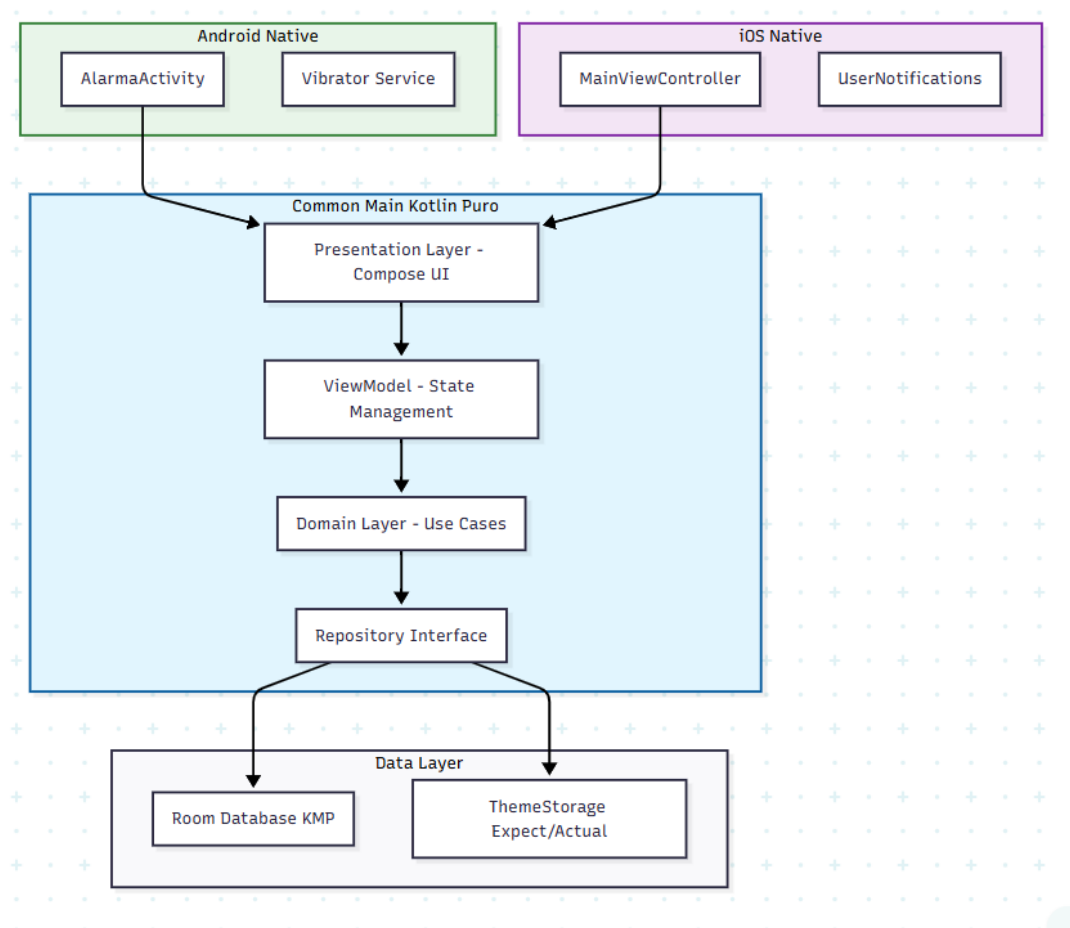 Android Native
AlarmaActivity
Vibrator Service
iOS Native
MainViewController
UserNotifications
Common Main Kotlin Puro
Presentation Layer -
Compose UI
ViewModel - State
Management
Domain Layer - Use Cases
Repository Interface
Data Layer
Room Database KMP
ThemeStorage
Expect/Actual